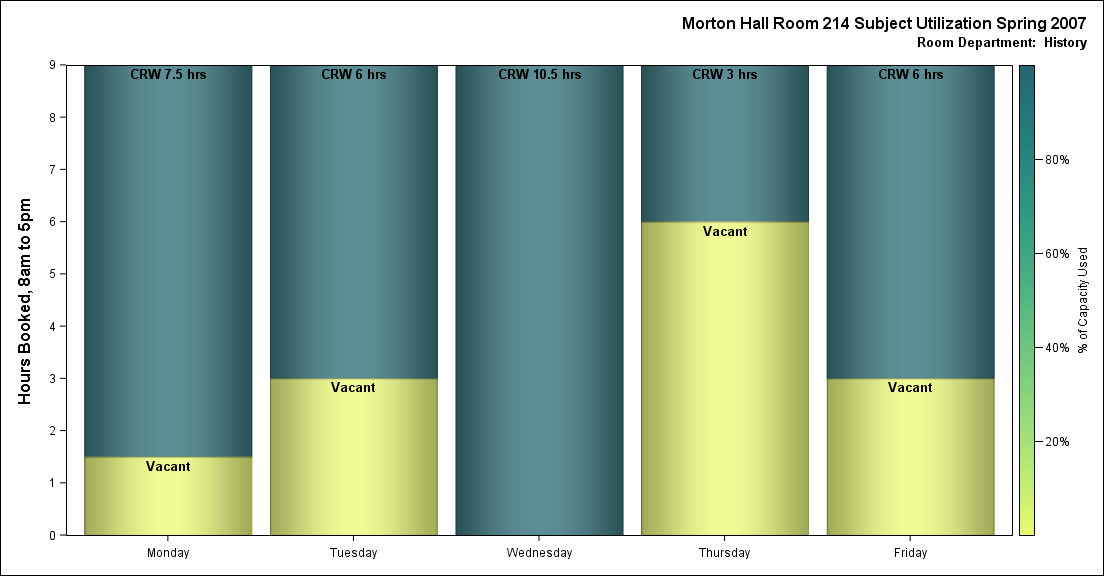 Morton Hall Room 214 Subject Utilization Spring 2007
Room Department:  History
Hours Booked, 8am to 5pm
9
8
7
6
5
4
3
2
1
0
CRW 7.5 hrs
Vacant
CRW 6 hrs
Vacant
CRW 10.5 hrs
CRW 3 hrs
Vacant
CRW 6 hrs
Vacant
Monday
Tuesday
Wednesday
Thursday
Friday
80%
60%
40%
20%
% of Capacity Used